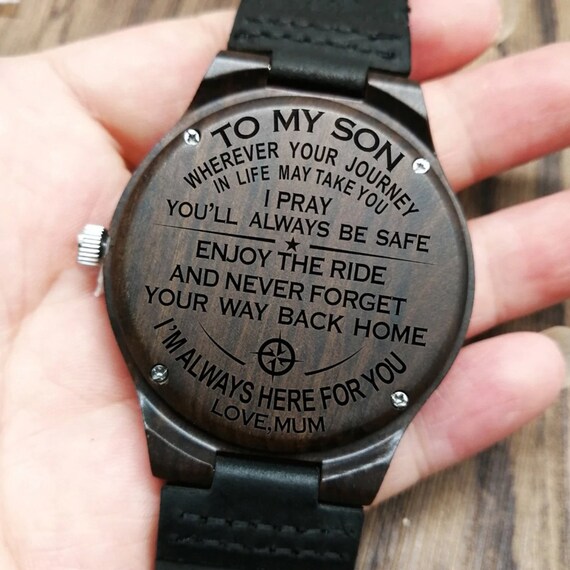 TO MY SON
WHEREVER YOUR JOURNEY
IN LIFE MAY TAKE YOU
I PRAY
YOU'LL ALWAYS BE SAFE
ENJOY THE RIDE
AND NEVER FORGET
YOUR WAY BACK HOME
I'M ALWAYS HERE FOR YOU
LOVE,MUM